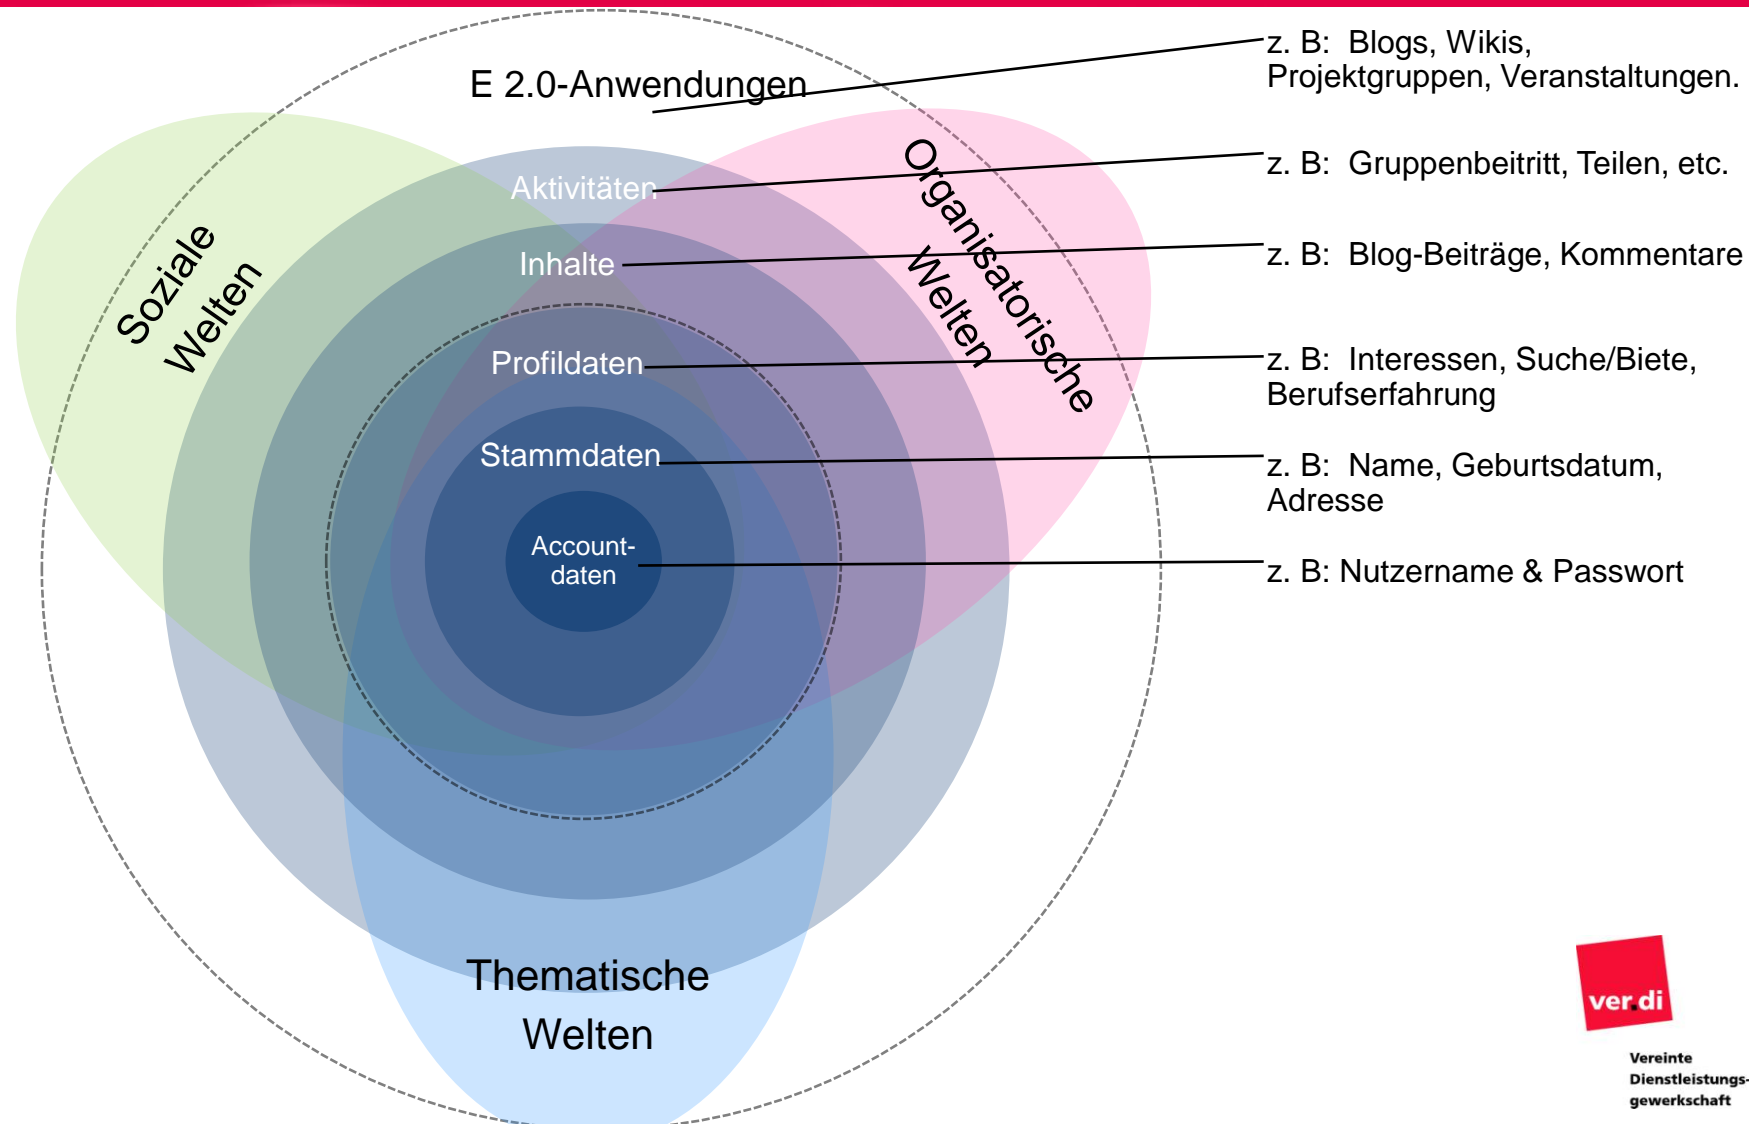 E 2.0-Anwendungen
z. B:  Blogs, Wikis,
Projektgruppen, Veranstaltungen.
Aktivitäten
z. B:  Gruppenbeitritt, Teilen, etc.
Inhalte
z. B:  Blog-Beiträge, Kommentare
Soziale
Welten
Organisatorische
Welten
Profildaten
z. B:  Interessen, Suche/Biete,
Berufserfahrung
Stammdaten
z. B:  Name, Geburtsdatum,
Adresse
Account-
daten
z. B: Nutzername & Passwort
Thematische
Welten
ver.di
Vereinte
Dienstleistungs-
gewerkschaft